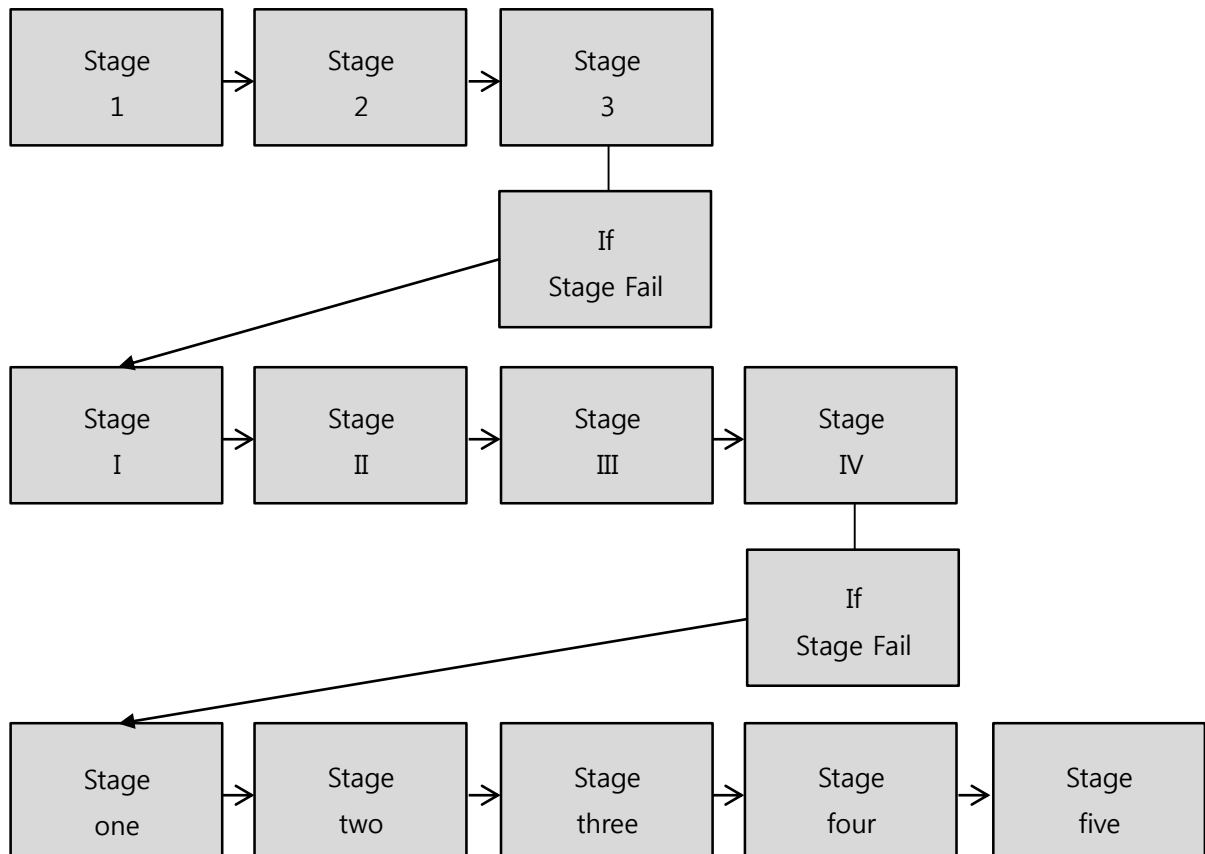 Stage
1
Stage
2
Stage
3
If
Stage Fail
Stage
Ⅰ
Stage
Ⅱ
Stage
Ⅲ
Stage
Ⅳ
If
Stage Fail
Stage
one
Stage
two
Stage
three
Stage
four
Stage
five